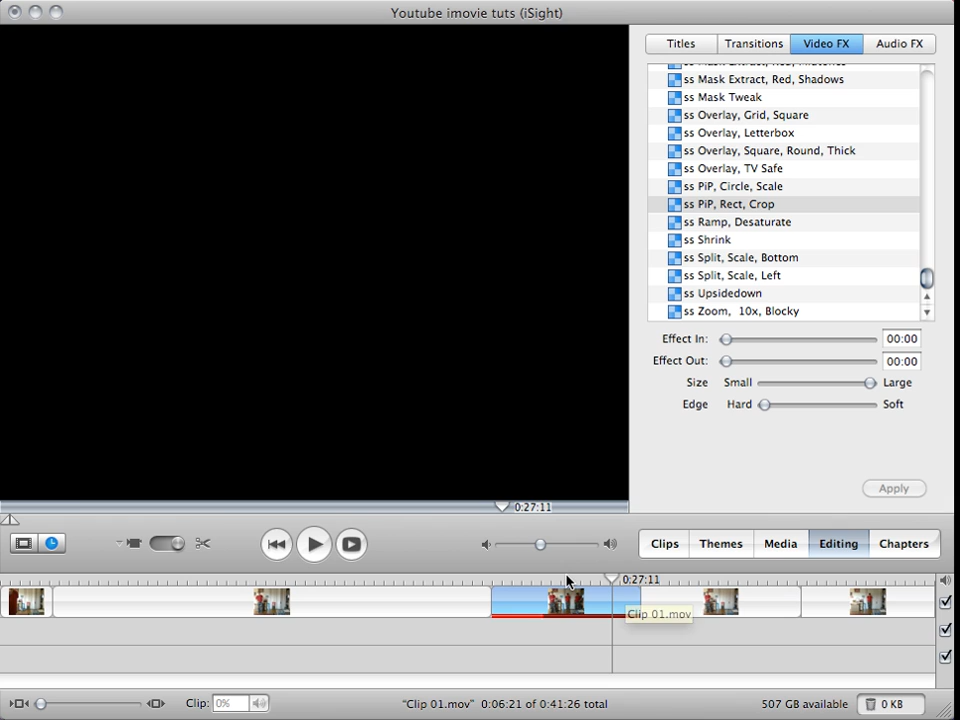 Youtube imovie tuts (iSight)
Titles
Transitions
Video FX
Audio FX
ss Mask Extract, Red, Midtones
ss Mask Extract, Red, Shadows
ss Mask Tweak
ss Overlay, Grid, Square
ss Overlay, Letterbox
ss Overlay, Square, Round, Thick
ss Overlay, TV Safe
ss PiP, Circle, Scale
ss PiP, Rect, Crop
ss Ramp, Desaturate
ss Shrink
ss Split, Scale, Bottom
ss Split, Scale, Left
ss Upsidedown
ss Zoom, 10x, Blocky
Effect In: 00:00
Effect Out: 00:00
Size Small Large
Edge Hard Soft
Apply
0:27:11
Clips
Themes
Media
Editing
Chapters
0:27:11
Clip 01.mov
Clip: 0%
"Clip 01.mov" 0:06:21 of 0:41:26 total
507 GB available
0 KB